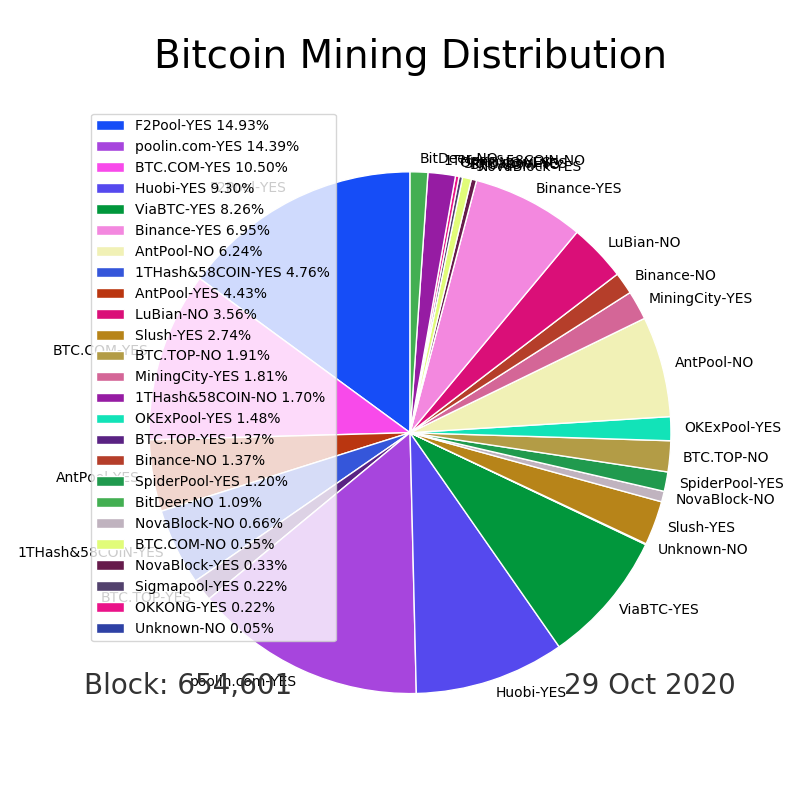 Bitcoin Mining Distribution
F2Pool-YES 14.93%
poolin.com-YES 14.39%
BTC.COM-YES 10.50%
Huobi-YES 9.30%
ViaBTC-YES 8.26%
Binance-YES 6.95%
AntPool-NO 6.24%
1THash&58COIN-YES 4.76%
AntPool-YES 4.43%
LuBian-NO 3.56%
Slush-YES 2.74%
BTC.TOP-NO 1.91%
MiningCity-YES 1.81%
1THash&58COIN-NO 1.70%
OKExPool-YES 1.48%
BTC.TOP-YES 1.37%
Binance-NO 1.37%
SpiderPool-YES 1.20%
BitDeer-NO 1.09%
NovaBlock-NO 0.66%
BTC.COM-NO 0.55%
NovaBlock-YES 0.33%
Sigmapool-YES 0.22%
OKKONG-YES 0.22%
Unknown-NO 0.05%
BitDeer-NO
1THash&58COIN-NO
NovaBlock-YES
Binance-YES
LuBian-NO
Binance-NO
MiningCity-YES
AntPool-NO
OKExPool-YES
BTC.TOP-NO
SpiderPool-YES
NovaBlock-NO
Slush-YES
Unknown-NO
ViaBTC-YES
Huobi-YES
poolin.com-YES
BTC.TOP-YES
1THash&58COIN-YES
AntPool-YES
BTC.COM-YES
Block: 654,601
29 Oct 2020